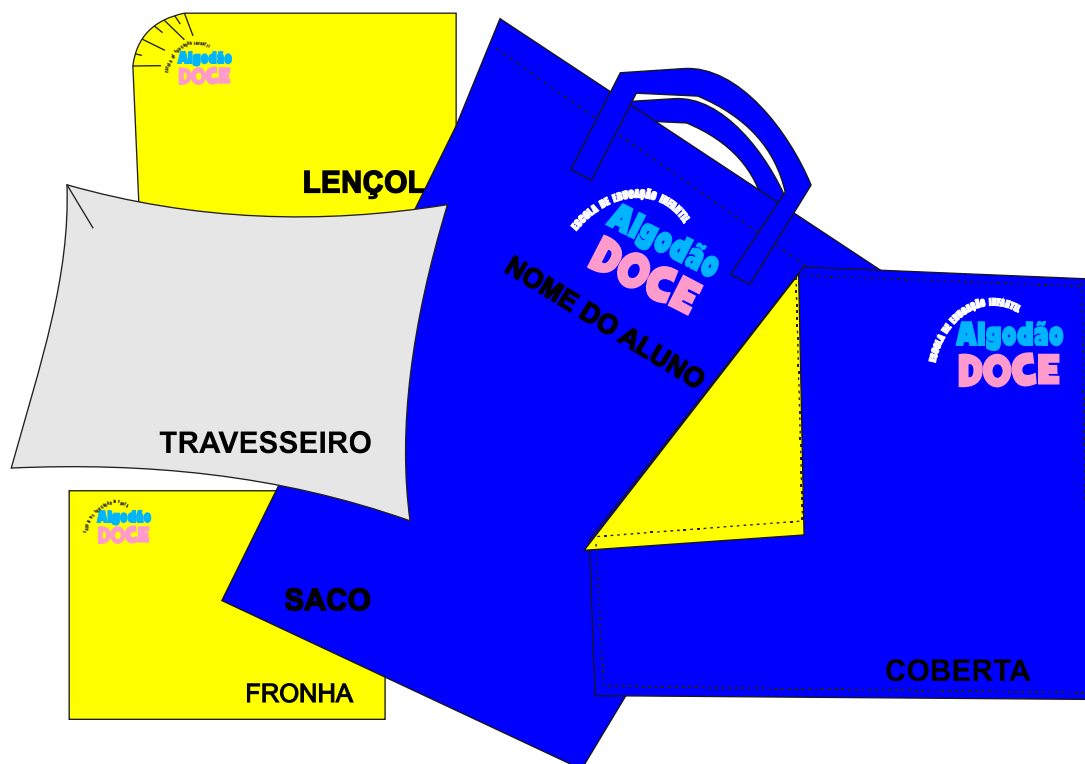 Algodão
DOCE
LENÇOL
ESCOLA DE EDUCAÇÃO INFANTIL
Algodão
DOCE
NOME DO ALUNO
ESCOLA DE EDUCAÇÃO INFANTIL
Algodão
DOCE
TRAVESSEIRO
Algodão
DOCE
SACO
FRONHA
COBERTA